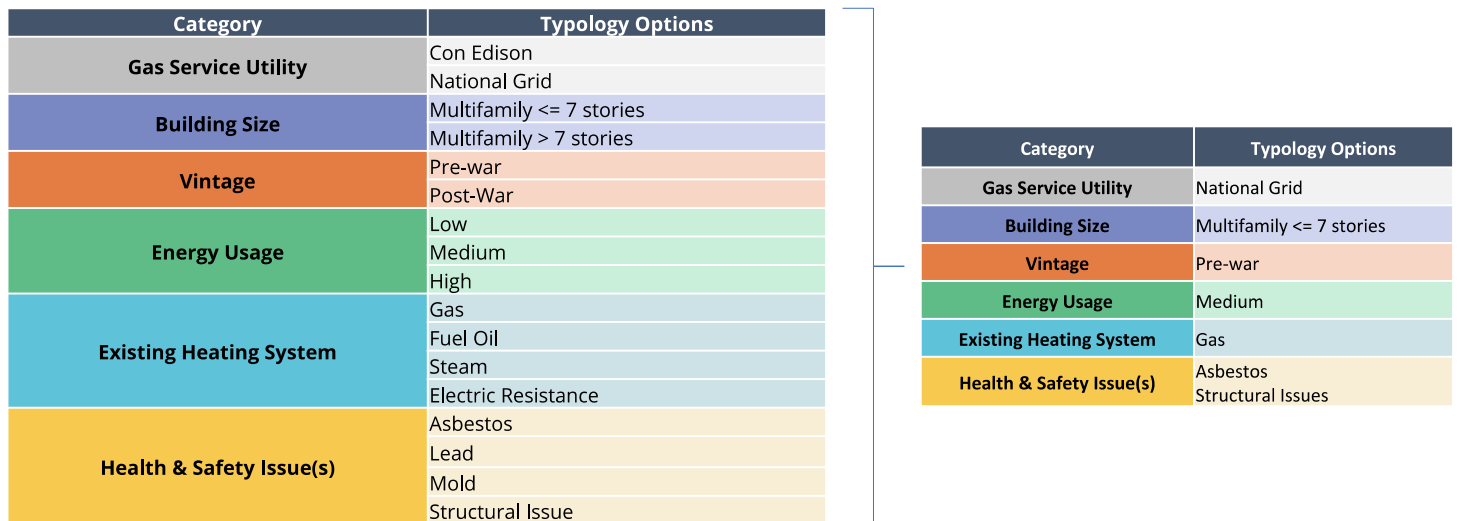 Category Typology Options
Gas Service Utility
Con Edison
National Grid
Building Size
Multifamily <= 7 stories
Multifamily > 7 stories
Vintage
Pre-war
Post-War
Energy Usage
Low
Medium
High
Existing Heating System
Gas
Fuel Oil
Steam
Electric Resistance
Health & Safety Issue(s)
Asbestos
Lead
Mold
Structural Issue
Category Typology Options
Gas Service Utility National Grid
Building Size Multifamily <= 7 stories
Vintage Pre-war
Energy Usage Medium
Existing Heating System Gas
Health & Safety Issue(s)
Asbestos
Structural Issues